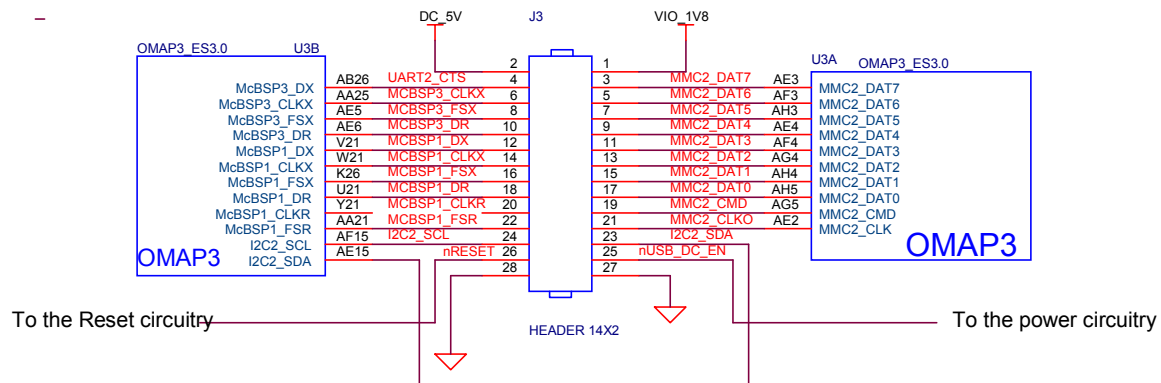 DC_5V J3 VIO_1V8
OMAP3_ES3.0 U3B
U3A OMAP3_ES3.0
2 1
McBSP3_DX AB26 UART2_CTS 4 3 MMC2_DAT7 AE3 MMC2_DAT7
McBSP3_CLKX AA25 MCBSP3_CLKX 6 5 MMC2_DAT6 AF3 MMC2_DAT6
McBSP3_FSX AE5 MCBSP3_FSX 8 7 MMC2_DAT5 AH3 MMC2_DAT5
McBSP3_DR AE6 MCBSP3_DR 10 9 MMC2_DAT4 AE4 MMC2_DAT4
McBSP1_DX V21 MCBSP1_DX 12 11 MMC2_DAT3 AF4 MMC2_DAT3
McBSP1_CLKX W21 MCBSP1_CLKX 14 13 MMC2_DAT2 AG4 MMC2_DAT2
McBSP1_FSX K26 MCBSP1_FSX 16 15 MMC2_DAT1 AH4 MMC2_DAT1
McBSP1_DR U21 MCBSP1_DR 18 17 MMC2_DAT0 AH5 MMC2_DAT0
McBSP1_CLKR Y21 MCBSP1_CLKR 20 19 MMC2_CMD AG5 MMC2_CMD
McBSP1_FSR AA21 MCBSP1_FSR 22 21 MMC2_CLKO AE2 MMC2_CLK
I2C2_SCL AF15 I2C2_SCL 24 23 I2C2_SDA
I2C2_SDA AE15 nRESET 26 25 nUSB_DC_EN
28 27
OMAP3 OMAP3
To the Reset circuitry
HEADER 14X2
To the power circuitry